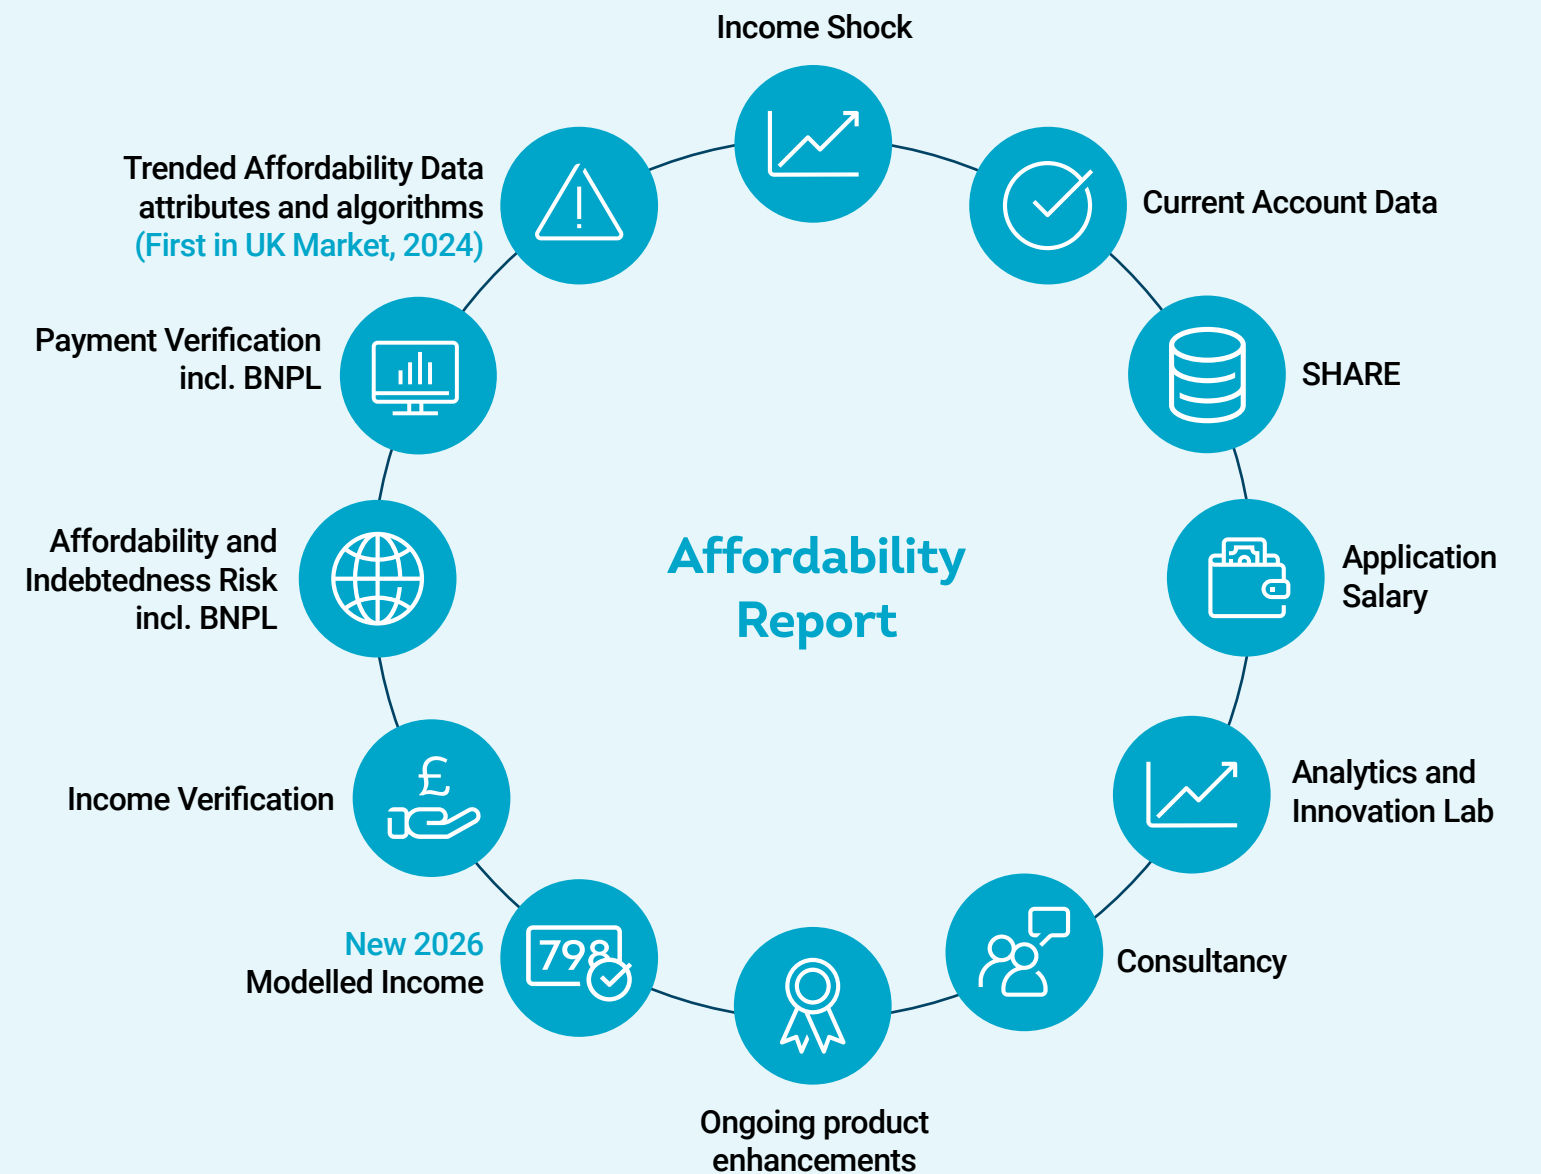 Income Shock
Current Account Data
SHARE
Application
Salary
Analytics and
Innovation Lab
Consultancy
Ongoing product
enhancements
New 2026
Modelled Income
798
Income Verification
£
Affordability and
Indebtedness Risk
incl. BNPL
Payment Verification
incl. BNPL
Trended Affordability Data
attributes and algorithms
(First in UK Market, 2024)
Affordability
Report